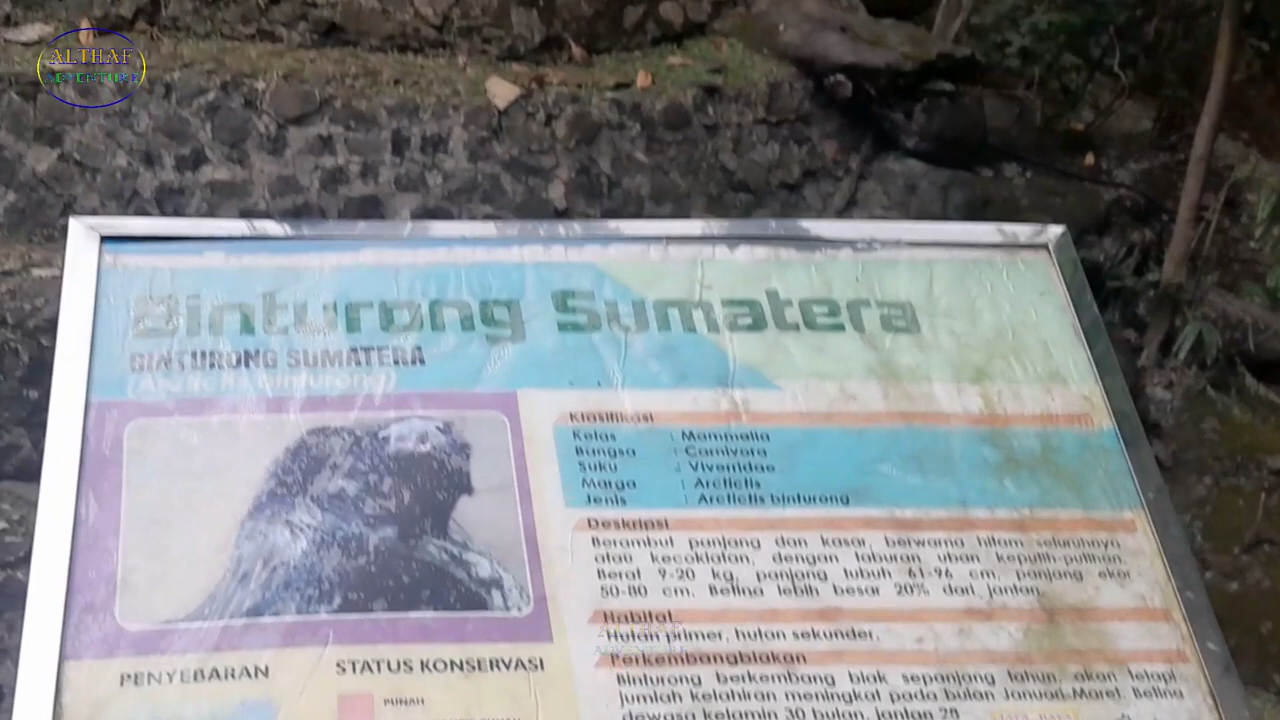 ALTHAF
ADVENTURE
Binturong Sumatera
BINTURONG SUMATERA
(Arctictis binturong)
Klasifikasi
Kelas : Mammalia
Bangsa : Carnivora
Suku : Viverridae
Marga : Arctictis
Jenis : Arctictis binturong
Deskripsi
Berambut panjang dan kasar, berwarna hitam seluruhnya
atau kecoklatan, dengan taburan uban keputih-putihan.
Berat 9-20 kg, panjang tubuh 61-96 cm, panjang ekor
50-80 cm. Betina lebih besar 20% dari jantan.
Habitat
Hutan primer, hutan sekunder.
ALTHAF
ADVENTURE
Perkembangbiakan
Binturong berkembang biak sepanjang tahun, akan tetapi
jumlah kelahiran meningkat pada bulan Januari-Maret. Betina
dewasa kelamin 30 bulan, jantan 28
PENYEBARAN
STATUS KONSERVASI
PUNAH